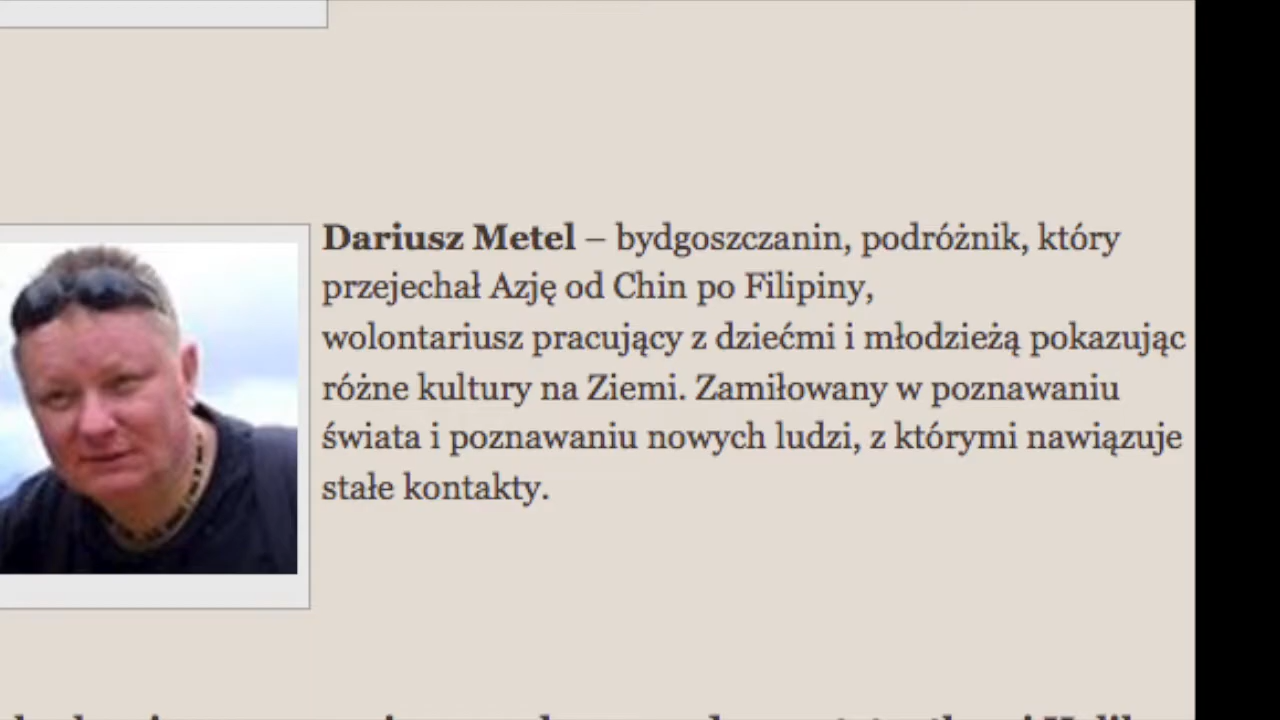 Dariusz Metel – bydgoszczanin, podróżnik, który
przejechał Azję od Chin po Filipiny,
wolontariusz pracujący z dziećmi i młodzieżą pokazując
różne kultury na Ziemi. Zamiłowany w poznawaniu
świata i poznawaniu nowych ludzi, z którymi nawiązuje
stałe kontakty.